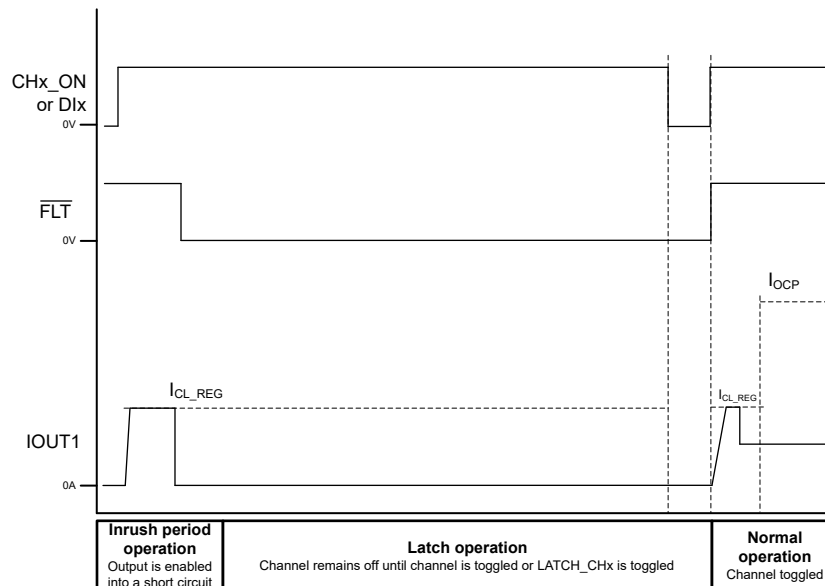 CHx_ON
or DIx
0V
FLT
0V
IOCP
ICL_REG
ICL_REG
IOUT1
0A
Inrush period
operation
Output is enabled
into a short circuit
Latch operation
Channel remains off until channel is toggled or LATCH_CHx is toggled
Normal
operation
Channel toggled